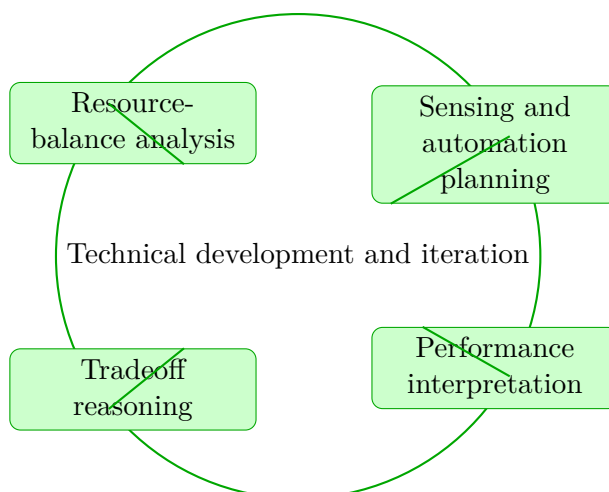 Resource-
balance analysis
Sensing and
automation
planning
Technical development and iteration
Tradeoff
reasoning
Performance
interpretation